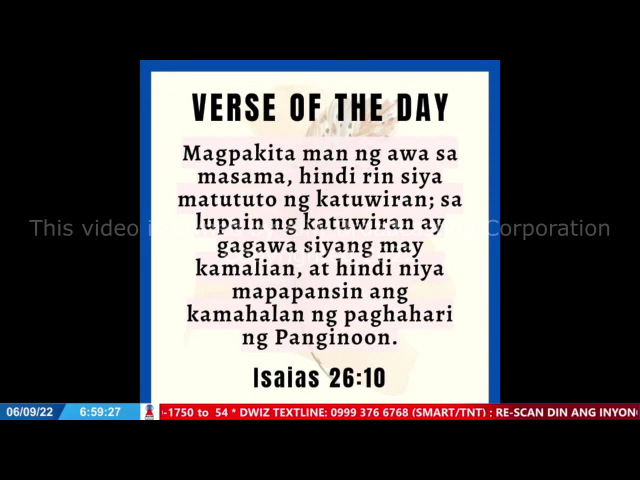 VERSE OF THE DAY
Magpakita man ng awa sa
masama, hindi rin siya
matututo ng katuwiran; sa
lupain ng katuwiran ay
gagawa siyang may
kamalian, at hindi niya
mapapansin ang
kamahalan ng paghahari
ng Panginoon.
Isaias 26:10
This video Corporation
06/09/22 6:59:27 -1750 to 54 * DWIZ TEXTLINE: 0999 376 6768 (SMART/TNT) : RE-SCAN DIN ANG INYON